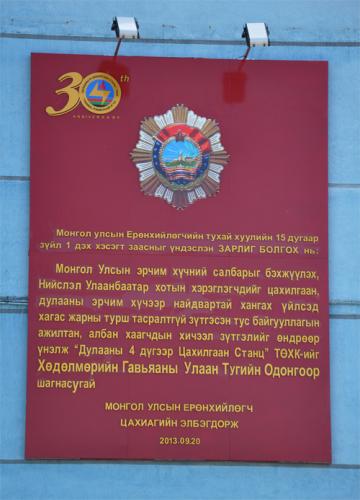 30th
ANNIVERSARY
Монгол улсын Ерөнхийлөгчийн тухай хуулийн 15 дугаар
зүйл 1 дэх хэсэгт заасныг үндэслэн ЗАРЛИГ БОЛГОХ нь:
Монгол Улсын эрчим хүчний салбарыг бэхжүүлэх,
Нийслэл Улаанбаатар хотын хэрэглэгчдийг цахилгаан,
дулааны эрчим хүчээр найдвартай хангах үйлсэд
хагас жарны турш тасралтгүй зүтгэсэн тус байгууллагын
ажилтан, албан хаагчдын хичээл зүтгэлийг өндрөөр
үнэлж "Дулааны 4 дүгээр Цахилгаан Станц" ТӨХК-ийг
Хөдөлмөрийн Гавьяаны Улаан Тугийн Одонгоор
шагнасугай
МОНГОЛ УЛСЫН ЕРӨНХИЙЛӨГЧ
ЦАХИАГИЙН ЭЛБЭГДОРЖ
2013.09.20